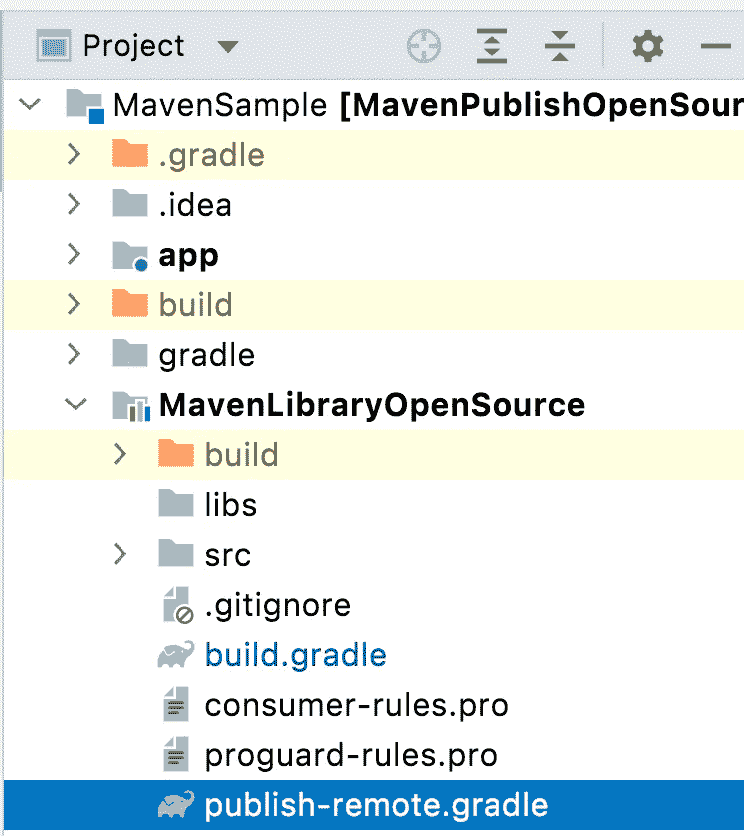 Project
MavenSample [MavenPublishOpenSour
.gradle
.idea
app
build
gradle
MavenLibraryOpenSource
build
libs
src
.gitignore
build.gradle
consumer-rules.pro
proguard-rules.pro
publish-remote.gradle